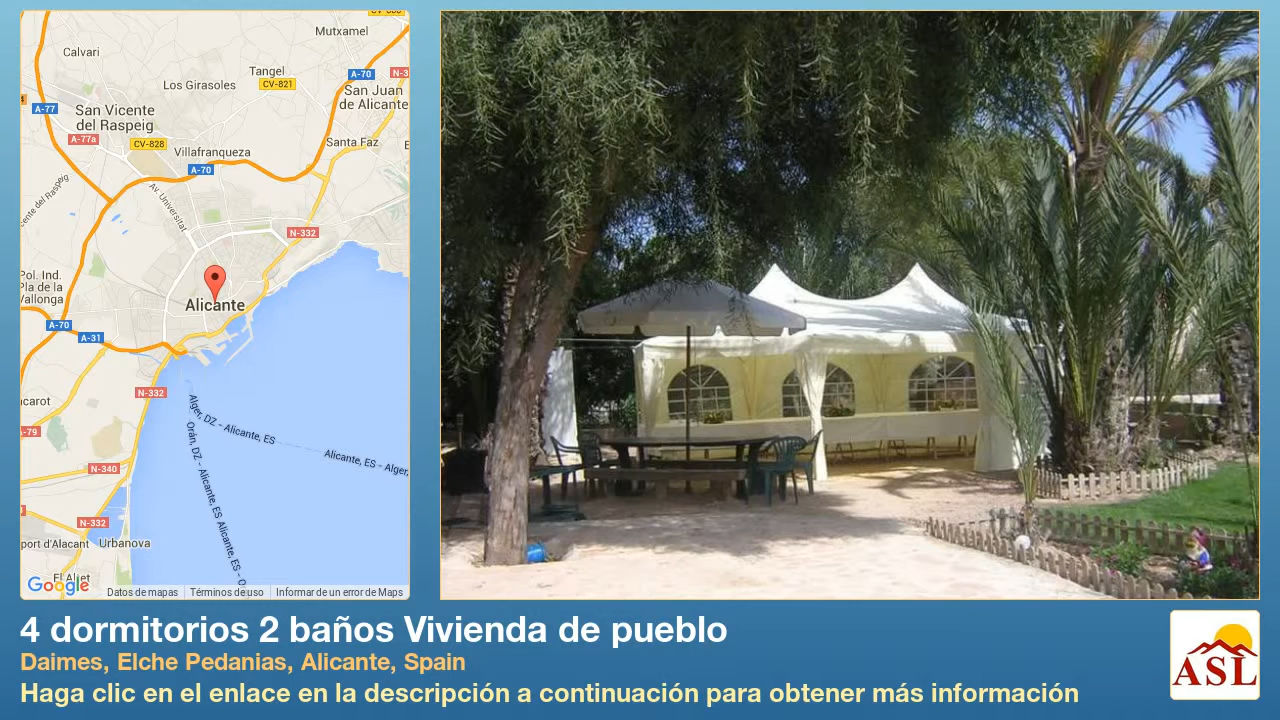 Mutxamel
Calvari
Tangel
A-70
N-3
Los Girasoles
CV-821
San Juan
de Alicante
A-77
San Vicente
del Raspeig
A-77a
CV-828
Villafranqueza
Santa Faz
A-70
Av. Universitat
N-332
Pol. Ind.
Pla de la
Vallonga
Alicante
A-70
A-31
N-332
Alger, DZ - Alicante, ES
Alicante, ES - Alger,
Orán, DZ - Alicante, ES
N-340
N-332
port d'Alacant
Urbanova
El Altet
Google
Datos de mapas
Términos de uso
Informar de un error de Maps
4 dormitorios 2 baños Vivienda de pueblo
Daimes, Elche Pedanias, Alicante, Spain
Haga clic en el enlace en la descripción a continuación para obtener más información
ASL